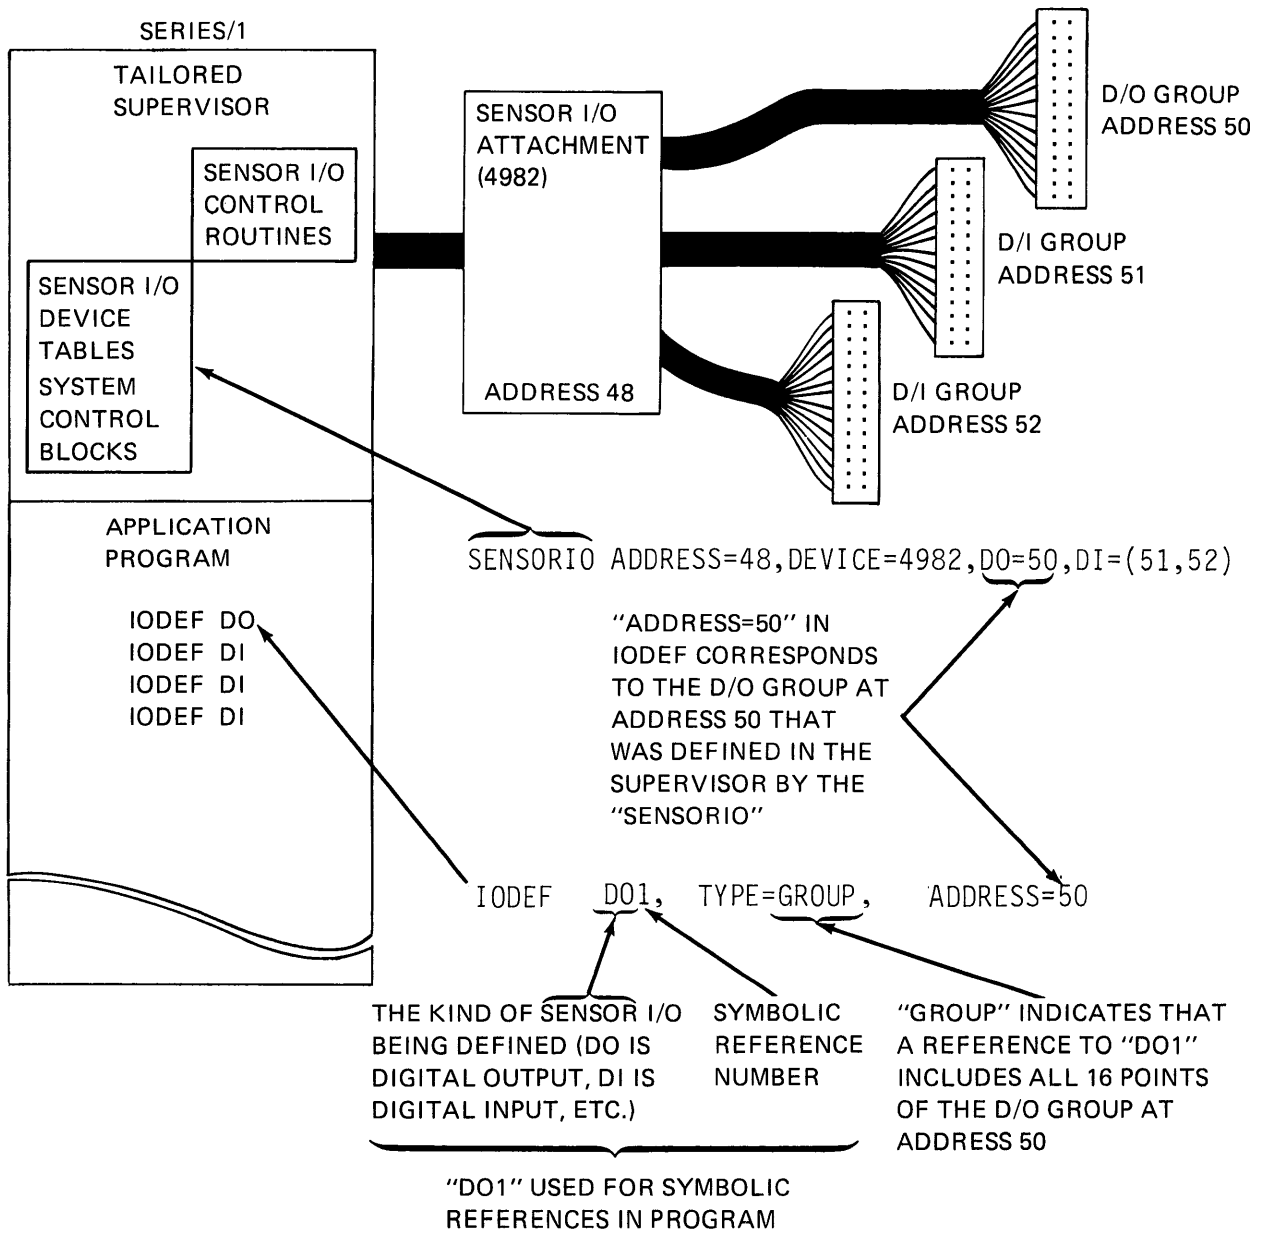 SERIES/1
TAILORED
SUPERVISOR
SENSOR I/O
CONTROL
ROUTINES
SENSOR I/O
DEVICE
TABLES
SYSTEM
CONTROL
BLOCKS
SENSOR I/O
ATTACHMENT
(4982)
ADDRESS 48
D/O GROUP
ADDRESS 50
D/I GROUP
ADDRESS 51
D/I GROUP
ADDRESS 52
APPLICATION
PROGRAM
IODEF DO
IODEF DI
IODEF DI
IODEF DI
SENSORIO ADDRESS=48,DEVICE=4982,DO=50,DI=(51,52)
"ADDRESS=50" IN
IODEF CORRESPONDS
TO THE D/O GROUP AT
ADDRESS 50 THAT
WAS DEFINED IN THE
SUPERVISOR BY THE
"SENSORIO"
IODEF DO1, TYPE=GROUP, ADDRESS=50
THE KIND OF SENSOR I/O
BEING DEFINED (DO IS
DIGITAL OUTPUT, DI IS
DIGITAL INPUT, ETC.)
SYMBOLIC
REFERENCE
NUMBER
"GROUP" INDICATES THAT
A REFERENCE TO "DO1"
INCLUDES ALL 16 POINTS
OF THE D/O GROUP AT
ADDRESS 50
"DO1" USED FOR SYMBOLIC
REFERENCES IN PROGRAM